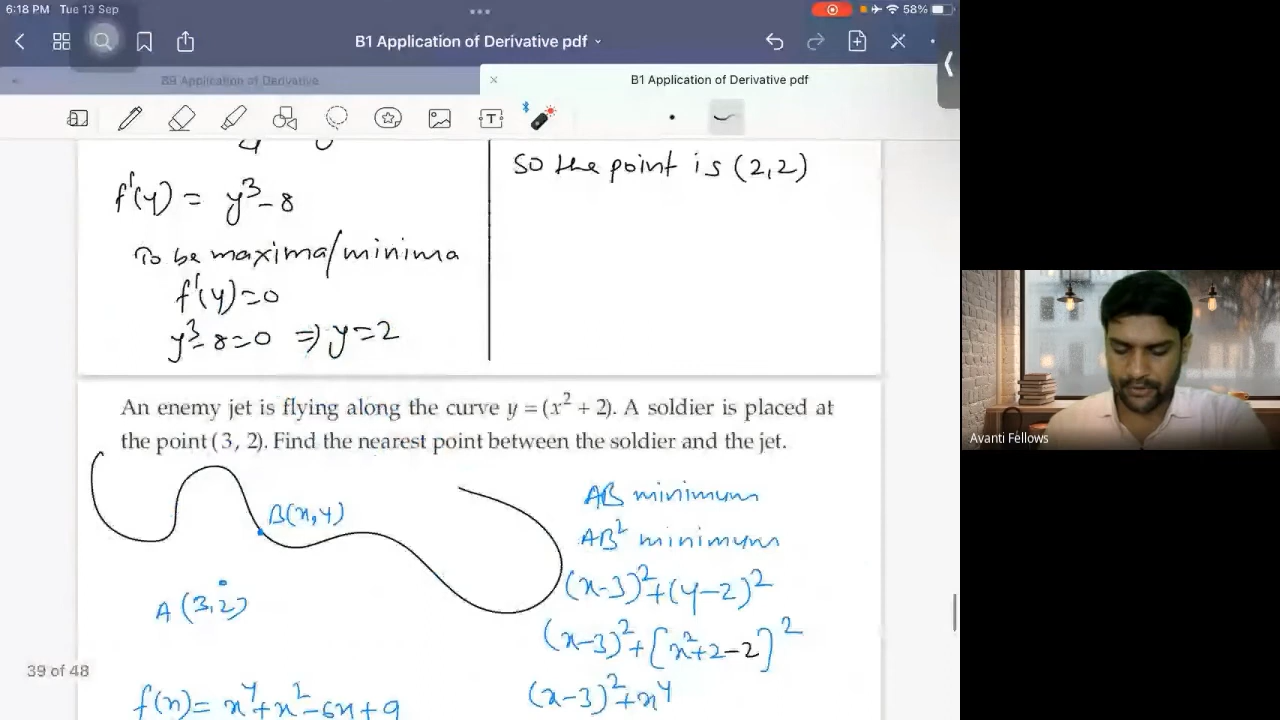 6:18 PM Tue 13 Sep
58%
B1 Application of Derivative pdf
B9 Application of Derivative
B1 Application of Derivative pdf
f'(y) = y³ - 8
To be maxima/minima
f'(y) = 0
y³ - 8 = 0 ⇒ y = 2
So the point is (2,2)
An enemy jet is flying along the curve y = (x² + 2). A soldier is placed at
the point (3, 2). Find the nearest point between the soldier and the jet.
B(x,y)
A (3,2)
AB minimum
AB² minimum
(x-3)² + (y-2)²
(x-3)² + [x²+2-2]²
(x-3)² + x⁴
f(x) = x⁴ + x² - 6x + 9
39 of 48
Avanti Fellows